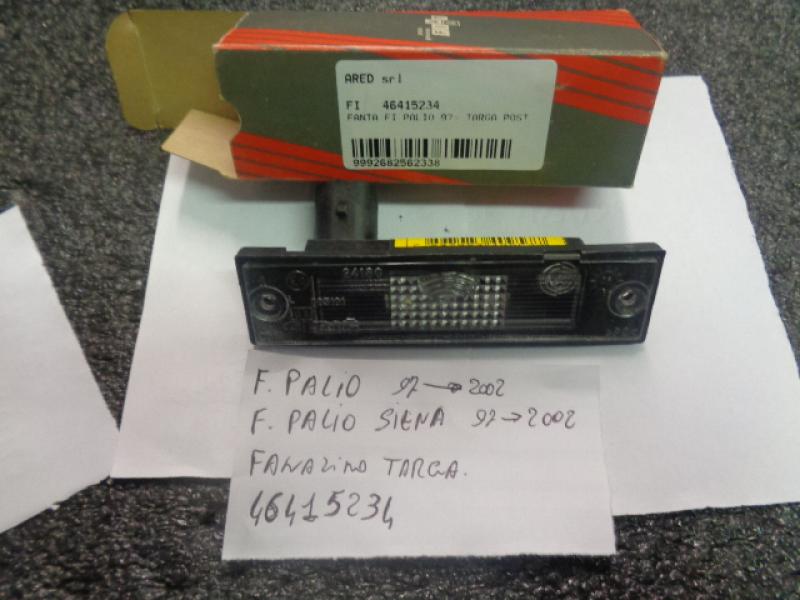 ARED srl
FI 46415234
FANTA FI PALIO 97- TARGA POST
9992682562338
24180
F. PALIO 97→2002
F. PALIO SIENA 97→2002
FANALINO TARGA.
46415234